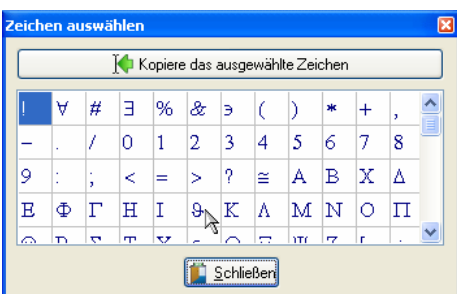 Zeichen auswählen
Kopiere das ausgewählte Zeichen
! ∀ # ∃ % & ∋ ( ) * + ,
− . / 0 1 2 3 4 5 6 7 8
9 : ; < = > ? ≅ Α Β Χ Δ
Ε Φ Γ Η Ι ϑ Κ Λ Μ Ν Ο Π
Schließen